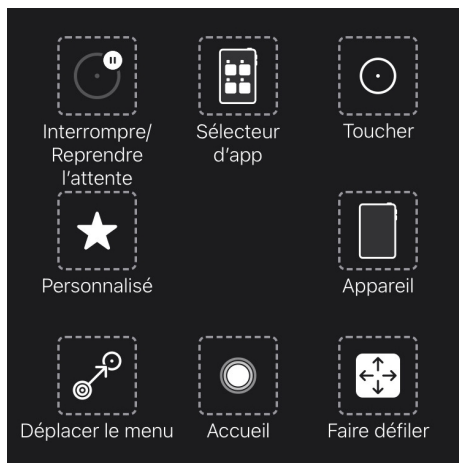 Interrompre/
Reprendre
l’attente
Sélecteur
d’app
Toucher
Personnalisé
Appareil
Déplacer le menu
Accueil
Faire défiler